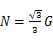 N = √3/3 G